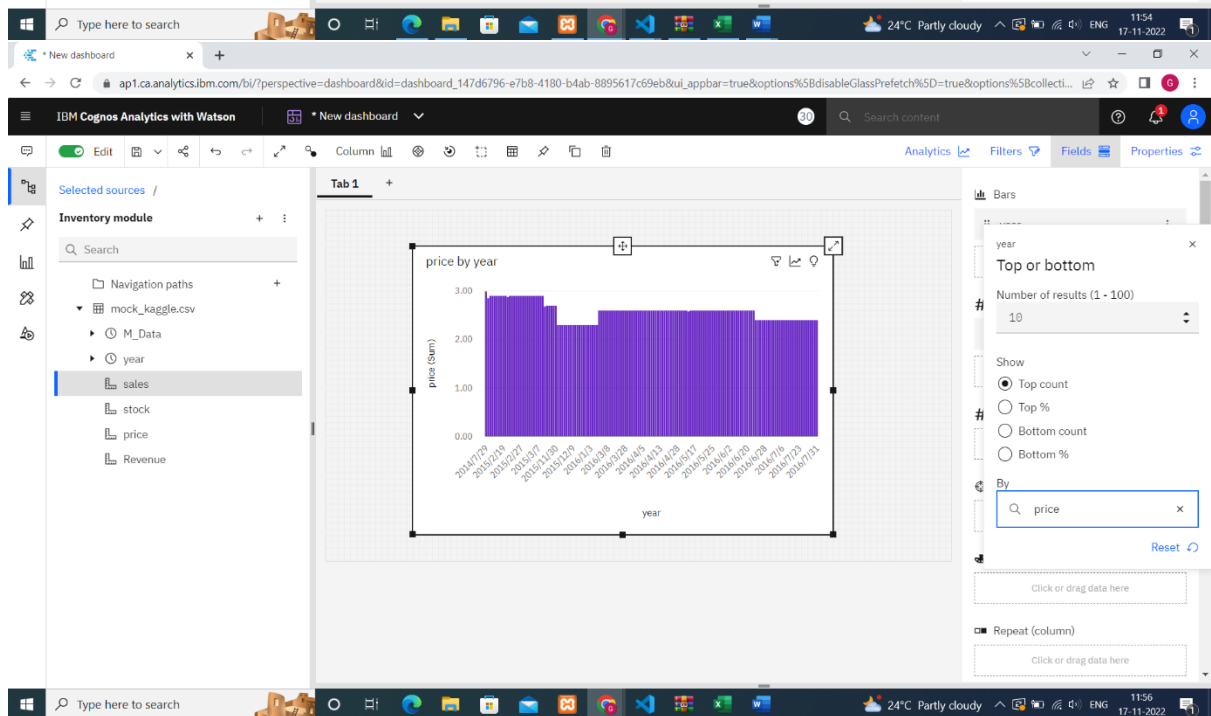 Type here to search
24°C Partly cloudy
ENG
11:54
17-11-2022
* New dashboard
ap1.ca.analytics.ibm.com/bi/?perspective=dashboard&id=dashboard_147d6796-e7b8-4180-b4ab-8895617c69eb&ui_appbar=true&options%5BdisableGlassPrefetch%5D=true&options%5Bcollecti...
G
IBM Cognos Analytics with Watson
* New dashboard
30
Search content
1
Edit
Column
Analytics
Filters
Fields
Properties
Selected sources /
Tab 1
+
Bars
Inventory module
year
Search
year
Top or bottom
Navigation paths
Number of results (1 - 100)
mock_kaggle.csv
10
M_Data
year
sales
stock
price
Revenue
price by year
3.00
2.00
1.00
0.00
price (Sum)
2014/7/29
2015/2/19
2015/2/27
2015/3/7
2015/11/30
2015/12/9
2016/1/3
2016/3/8
2016/3/28
2016/4/5
2016/4/13
2016/4/28
2016/5/17
2016/5/25
2016/6/2
2016/6/20
2016/6/28
2016/7/6
2016/7/23
2016/7/31
year
Show
Top count
Top %
Bottom count
Bottom %
By
price
Reset
Click or drag data here
Repeat (column)
Click or drag data here
Type here to search
24°C Partly cloudy
ENG
11:56
17-11-2022